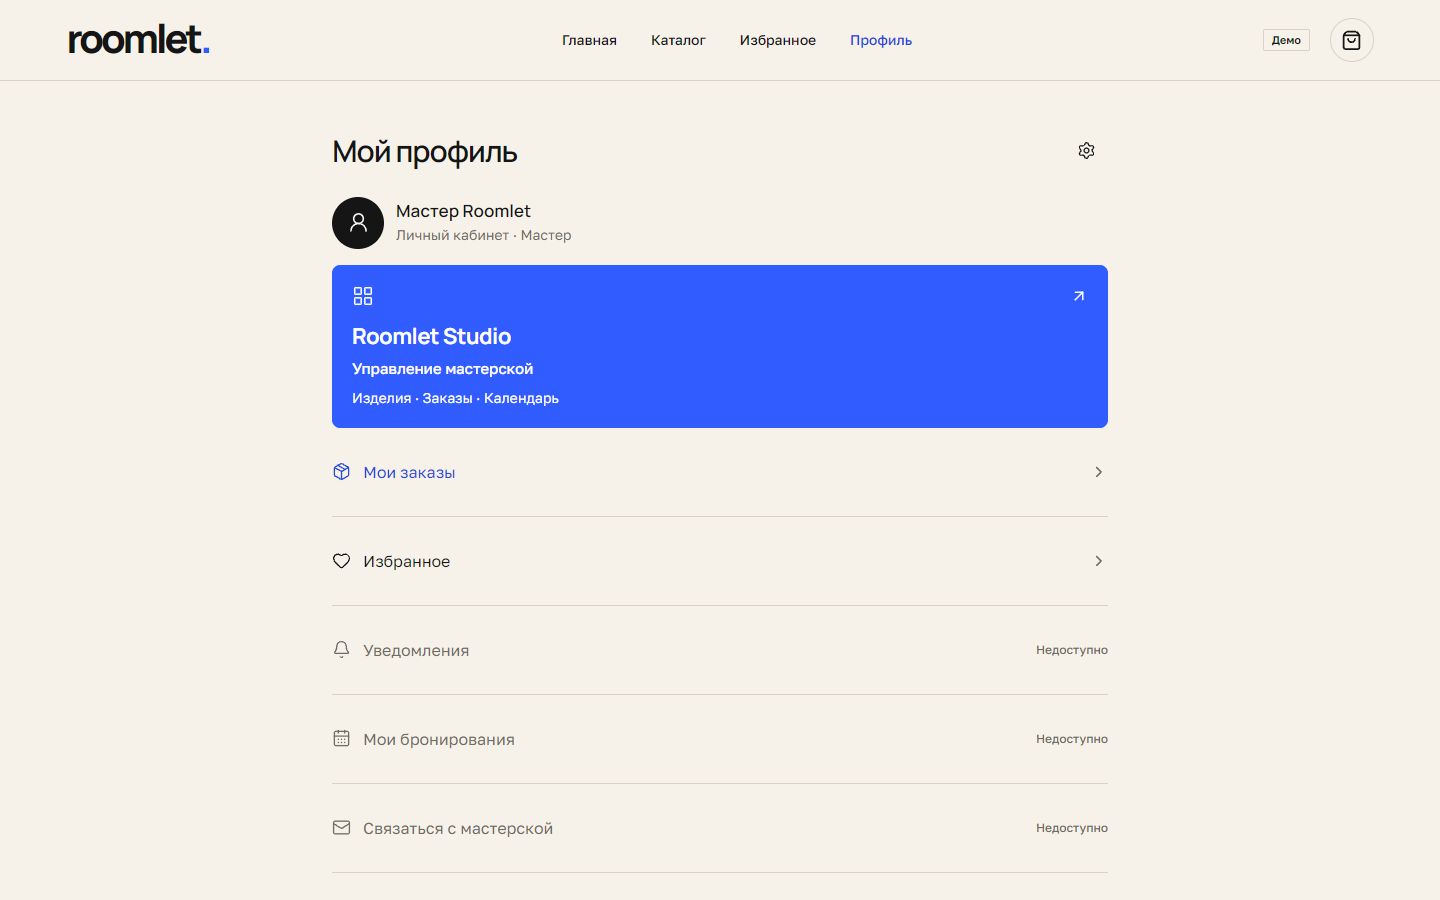 roomlet.
Главная
Каталог
Избранное
Профиль
Демо
Мой профиль
Мастер Roomlet
Личный кабинет · Мастер
Roomlet Studio
Управление мастерской
Изделия · Заказы · Календарь
Мои заказы
Избранное
Уведомления
Недоступно
Мои бронирования
Недоступно
Связаться с мастерской
Недоступно